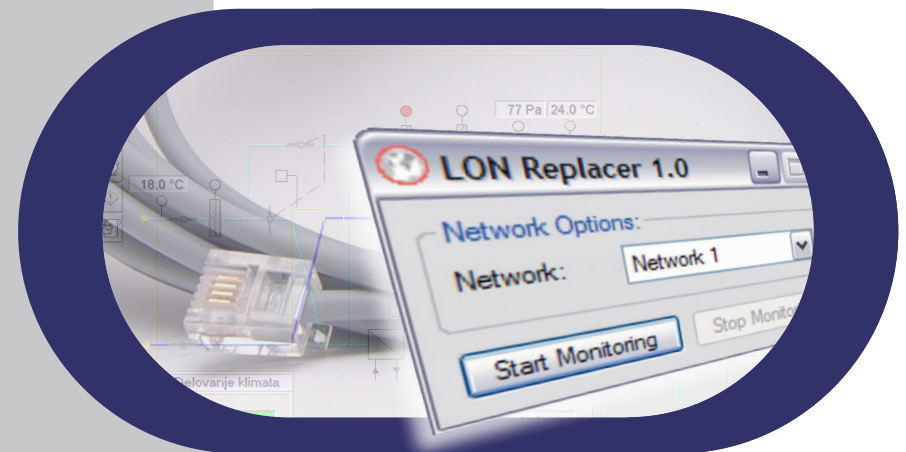 77 Pa 24.0 °C
18.0 °C
LON Replacer 1.0
Network Options:
Network: Network 1
Start Monitoring Stop
Delovanje klimata